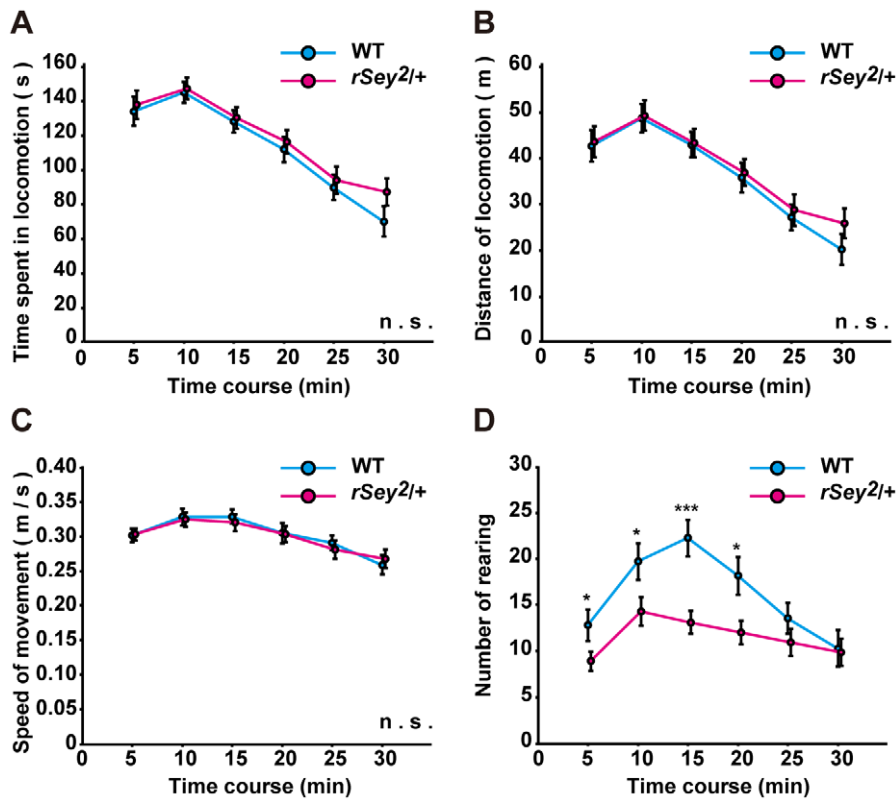 A
WT
rSey2/+
Time spent in locomotion ( s )
160
140
120
100
80
60
40
20
0
n . s .
0 5 10 15 20 25 30
Time course (min)
B
WT
rSey2/+
Distance of locomotion ( m )
60
50
40
30
20
10
0
n . s .
0 5 10 15 20 25 30
Time course (min)
C
WT
rSey2/+
Speed of movement ( m / s )
0.40
0.35
0.30
0.25
0.20
0.15
0.10
0.05
0
n . s .
0 5 10 15 20 25 30
Time course (min)
D
WT
rSey2/+
Number of rearing
30
25
20
15
10
5
0
* * *** *
0 5 10 15 20 25 30
Time course (min)